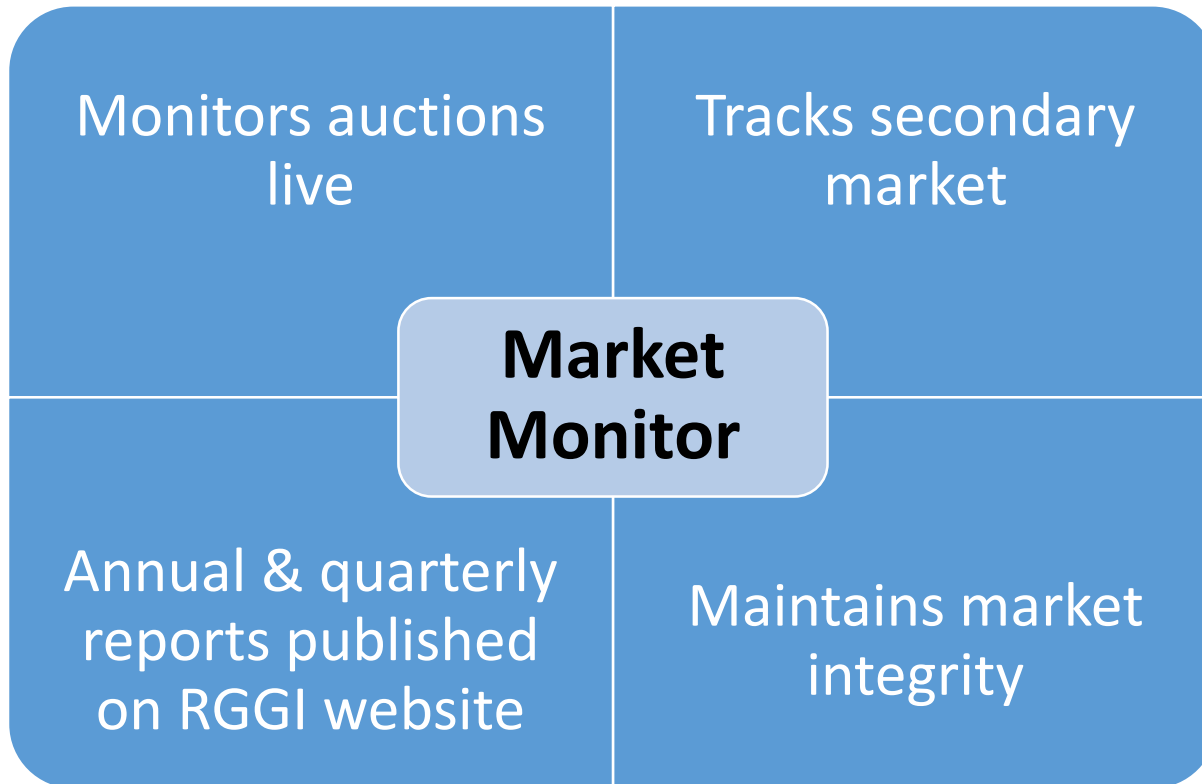 Monitors auctions
live
Tracks secondary
market
Market
Monitor
Annual & quarterly
reports published
on RGGI website
Maintains market
integrity